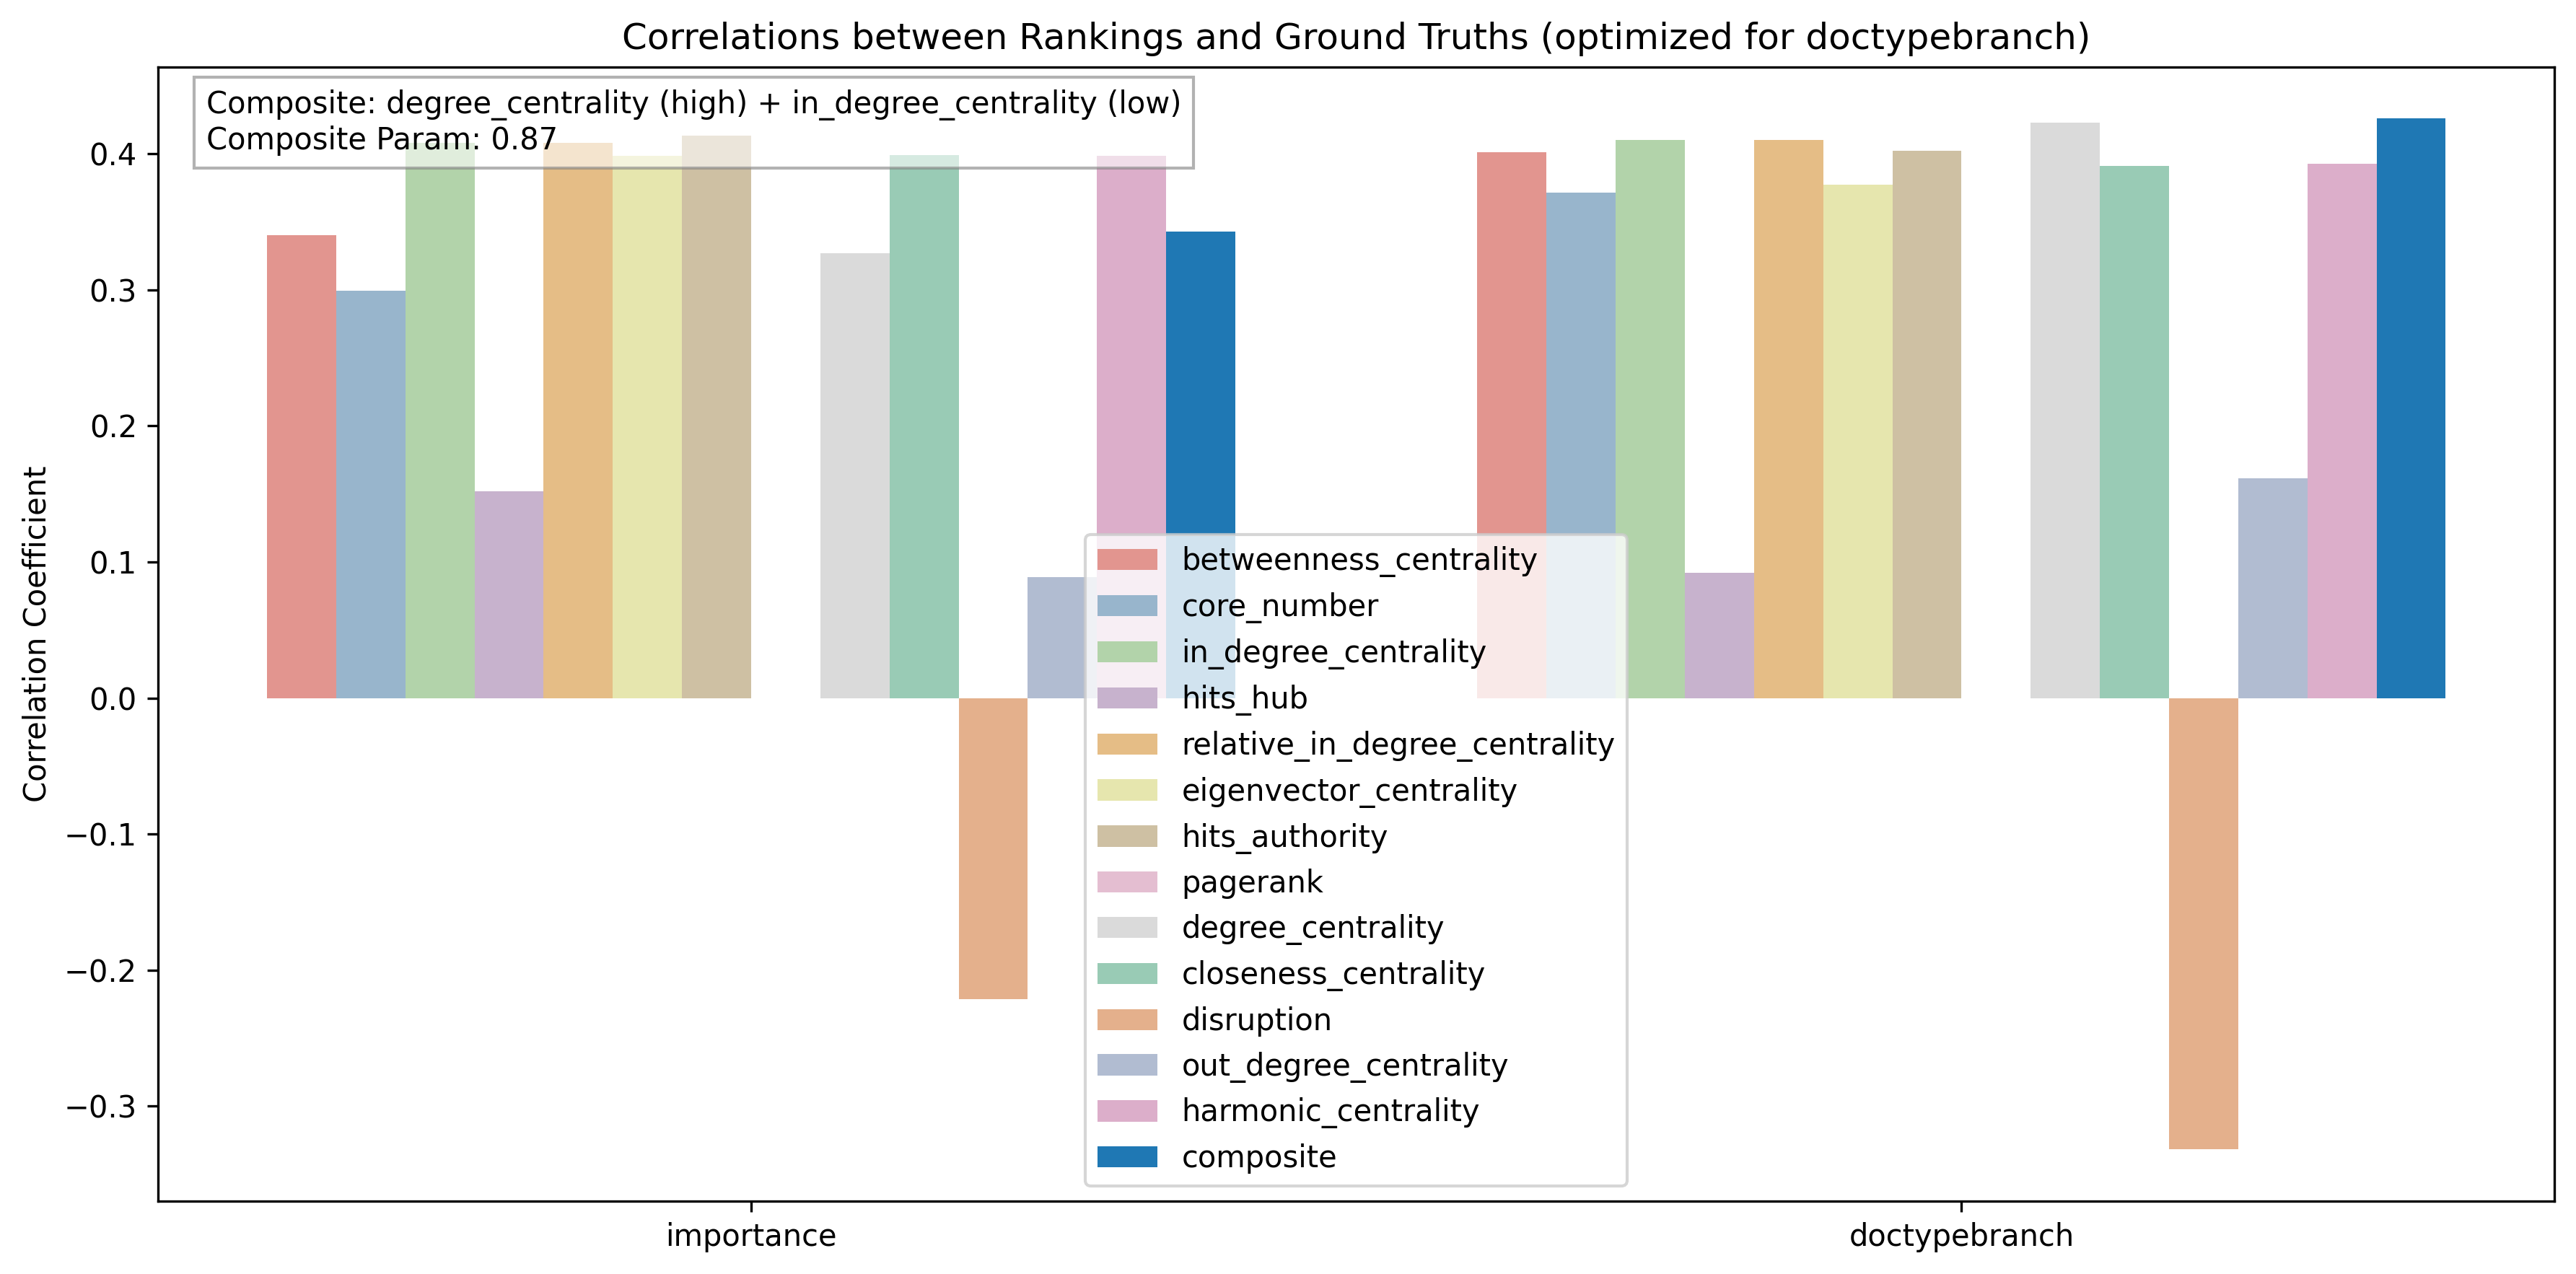 Correlations between Rankings and Ground Truths (optimized for doctypebranch)
Composite: degree_centrality (high) + in_degree_centrality (low)
Composite Param: 0.87
Correlation Coefficient
0.4
0.3
0.2
0.1
0.0
−0.1
−0.2
−0.3
betweenness_centrality
core_number
in_degree_centrality
hits_hub
relative_in_degree_centrality
eigenvector_centrality
hits_authority
pagerank
degree_centrality
closeness_centrality
disruption
out_degree_centrality
harmonic_centrality
composite
importance
doctypebranch